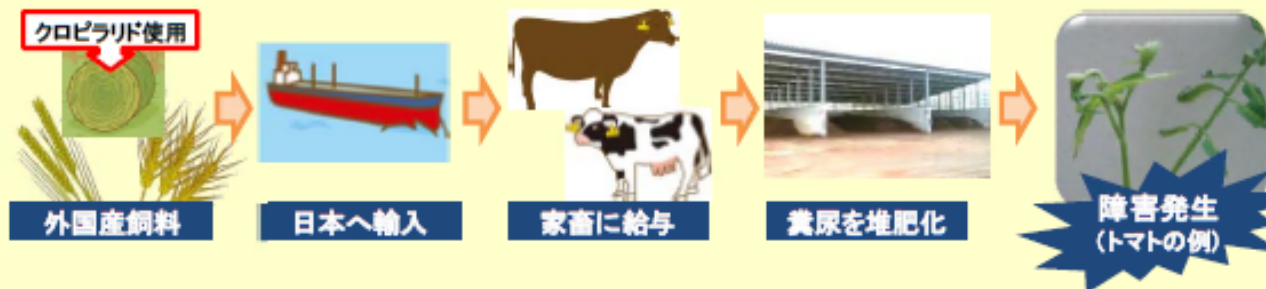 クロピラリド使用
外国産飼料
日本へ輸入
家畜に給与
糞尿を堆肥化
障害発生
(トマトの例)